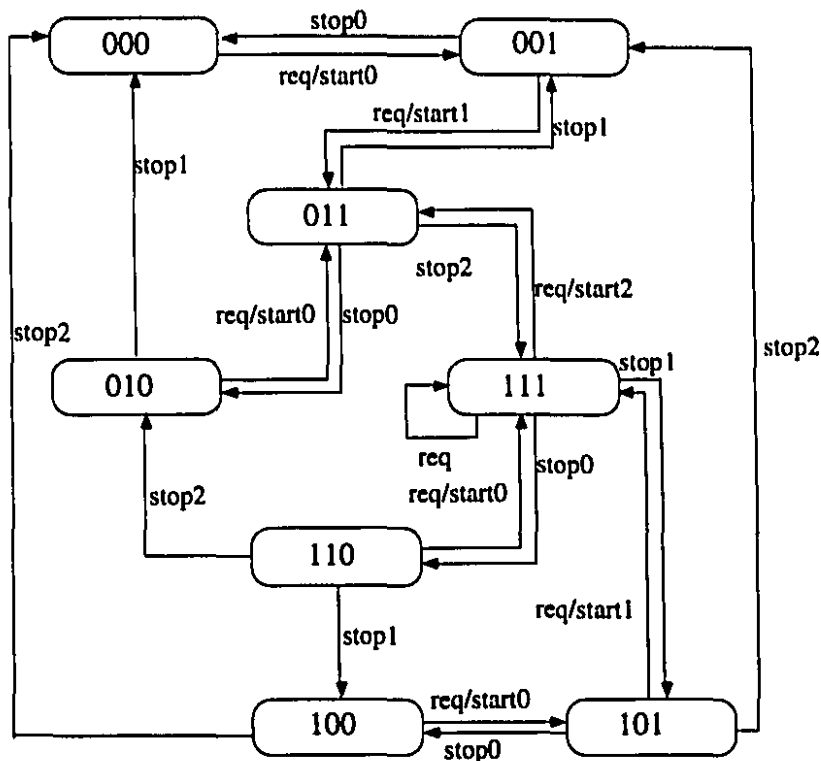 stop0
000
001
req/start0
req/start1
stop1
stop1
011
stop2
req/start2
req/start0
stop0
stop2
stop2
010
111
stop1
req
stop0
req/start0
stop2
110
req/start1
stop1
req/start0
100
101
stop0